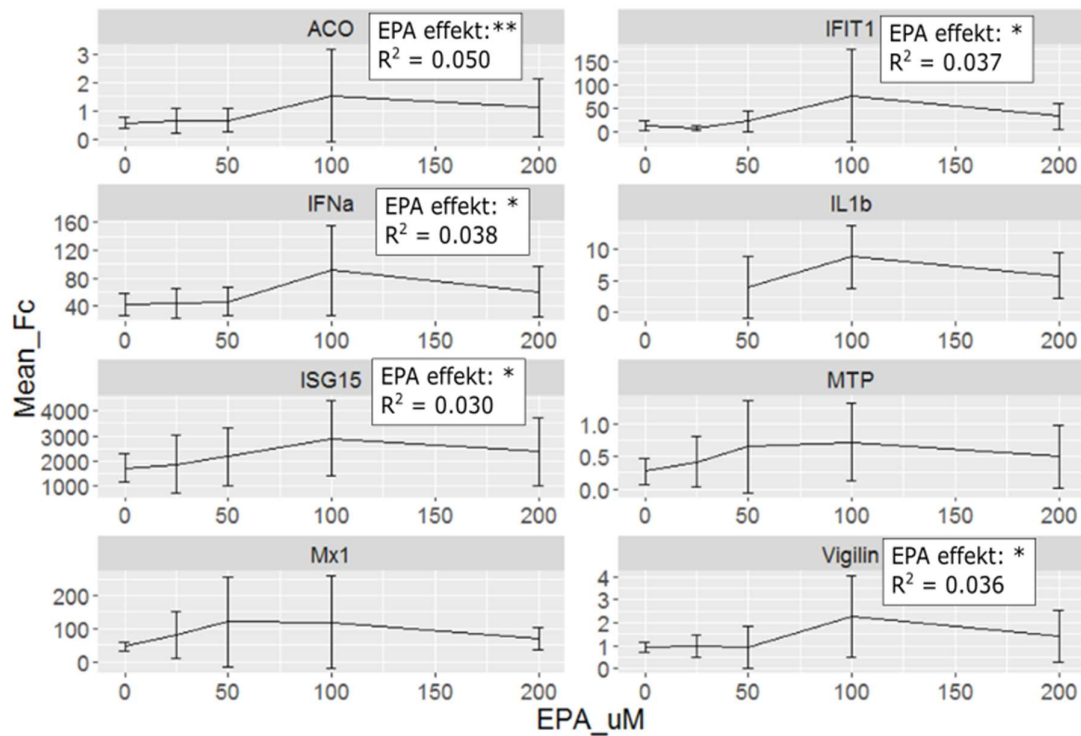 ACO
EPA effekt:**
R² = 0.050
3
2
1
0
0 50 100 150 200
IFIT1
EPA effekt: *
R² = 0.037
150
100
50
0
0 50 100 150 200
IFNa
EPA effekt: *
R² = 0.038
160
120
80
40
0 50 100 150 200
IL1b
10
5
0
0 50 100 150 200
ISG15
EPA effekt: *
R² = 0.030
4000
3000
2000
1000
0 50 100 150 200
MTP
1.0
0.5
0.0
0 50 100 150 200
Mx1
200
100
0
0 50 100 150 200
Vigilin
EPA effekt: *
R² = 0.036
4
3
2
1
0
0 50 100 150 200
Mean_Fc
EPA_uM